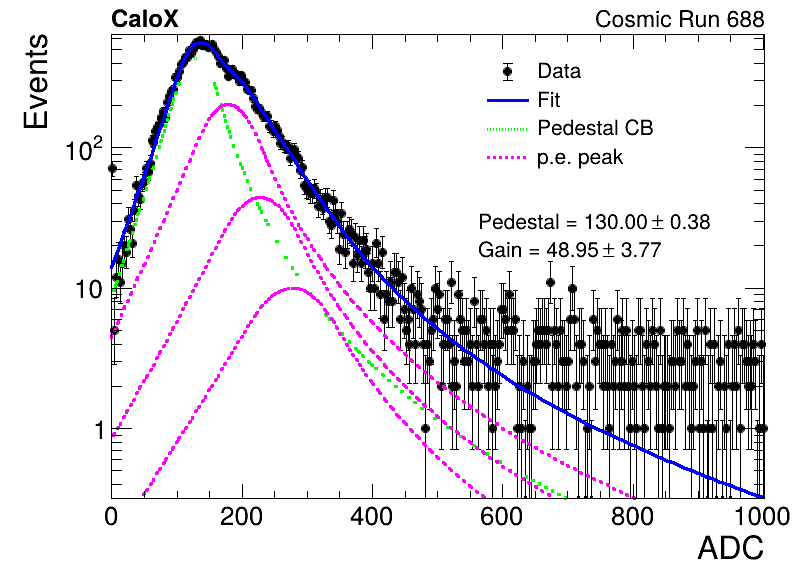 CaloX
Cosmic Run 688
Events
Data
Fit
Pedestal CB
p.e. peak
Pedestal = 130.00 ± 0.38
Gain = 48.95 ± 3.77
10²
10
1
0 200 400 600 800 1000
ADC